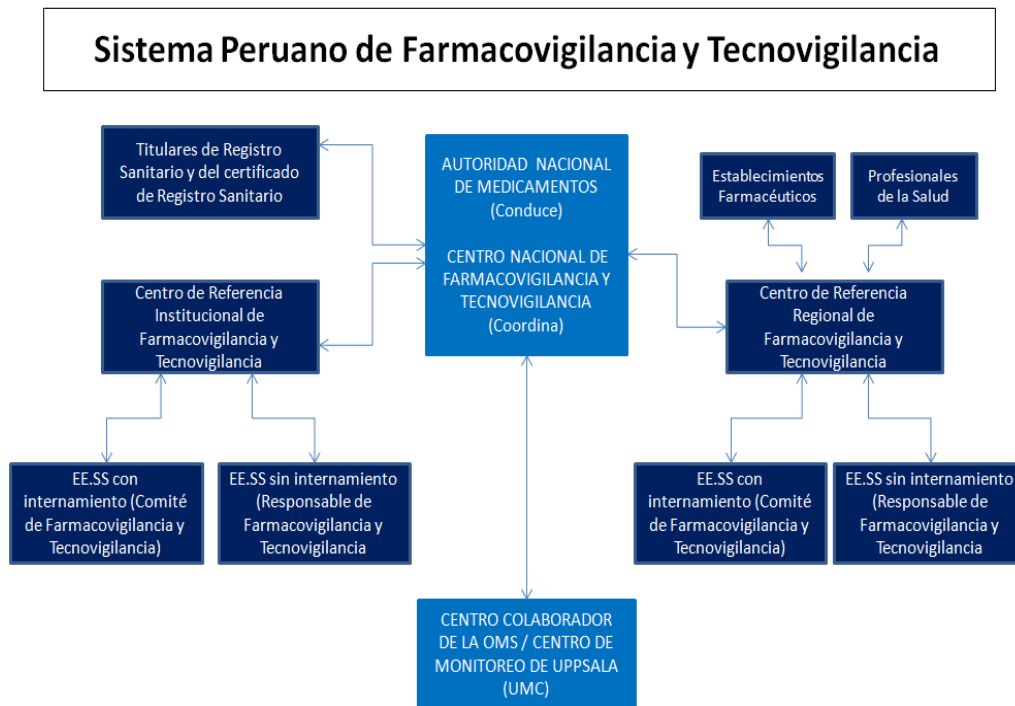 Sistema Peruano de Farmacovigilancia y Tecnovigilancia
Titulares de Registro
Sanitario y del certificado
de Registro Sanitario
AUTORIDAD NACIONAL
DE MEDICAMENTOS
(Conduce)
CENTRO NACIONAL DE
FARMACOVIGILANCIA Y
TECNOVIGILANCIA
(Coordina)
Establecimientos
Farmacéuticos
Profesionales
de la Salud
Centro de Referencia
Institucional de
Farmacovigilancia y
Tecnovigilancia
Centro de Referencia
Regional de
Farmacovigilancia y
Tecnovigilancia
EE.SS con
internamiento (Comité
de Farmacovigilancia y
Tecnovigilancia)
EE.SS sin internamiento
(Responsable de
Farmacovigilancia y
Tecnovigilancia
EE.SS con
internamiento (Comité
de Farmacovigilancia y
Tecnovigilancia)
EE.SS sin internamiento
(Responsable de
Farmacovigilancia y
Tecnovigilancia
CENTRO COLABORADOR
DE LA OMS / CENTRO DE
MONITOREO DE UPPSALA
(UMC)